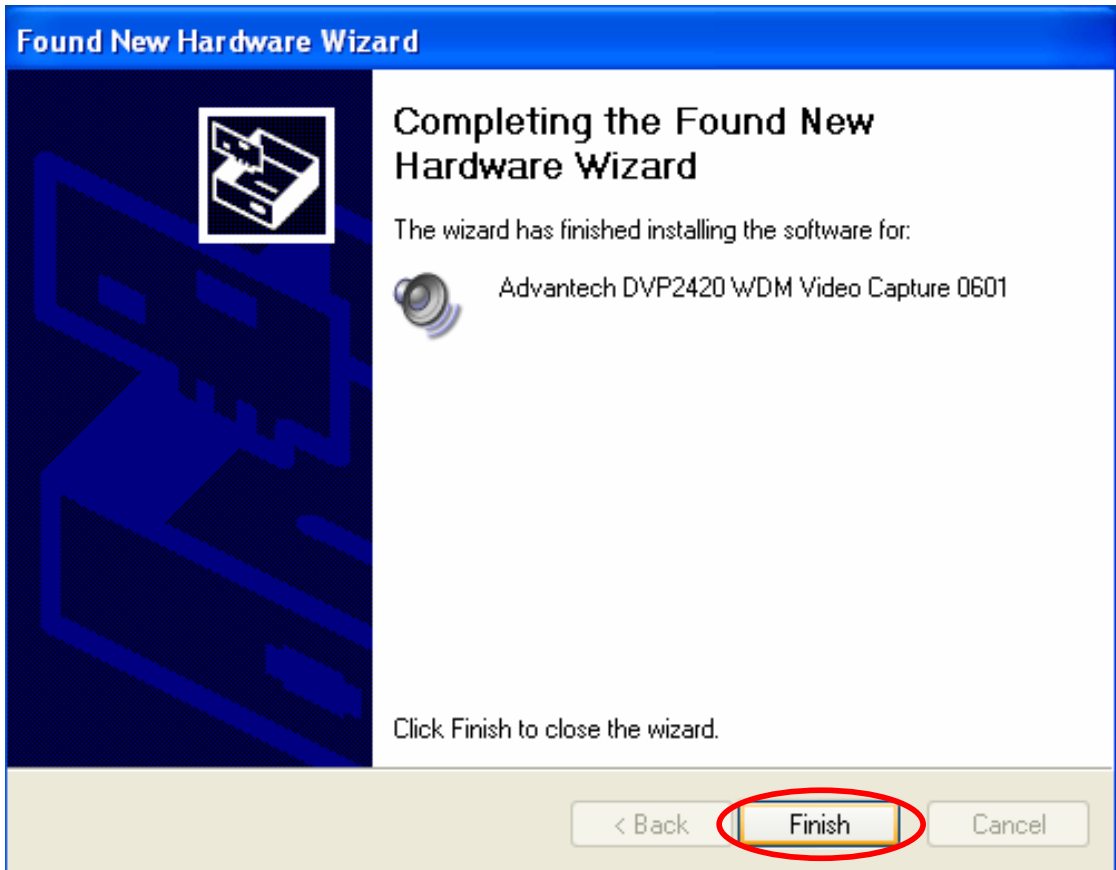 Found New Hardware Wizard
Completing the Found New
Hardware Wizard
The wizard has finished installing the software for:
Advantech DVP2420 WDM Video Capture 0601
Click Finish to close the wizard.
< Back
Finish
Cancel